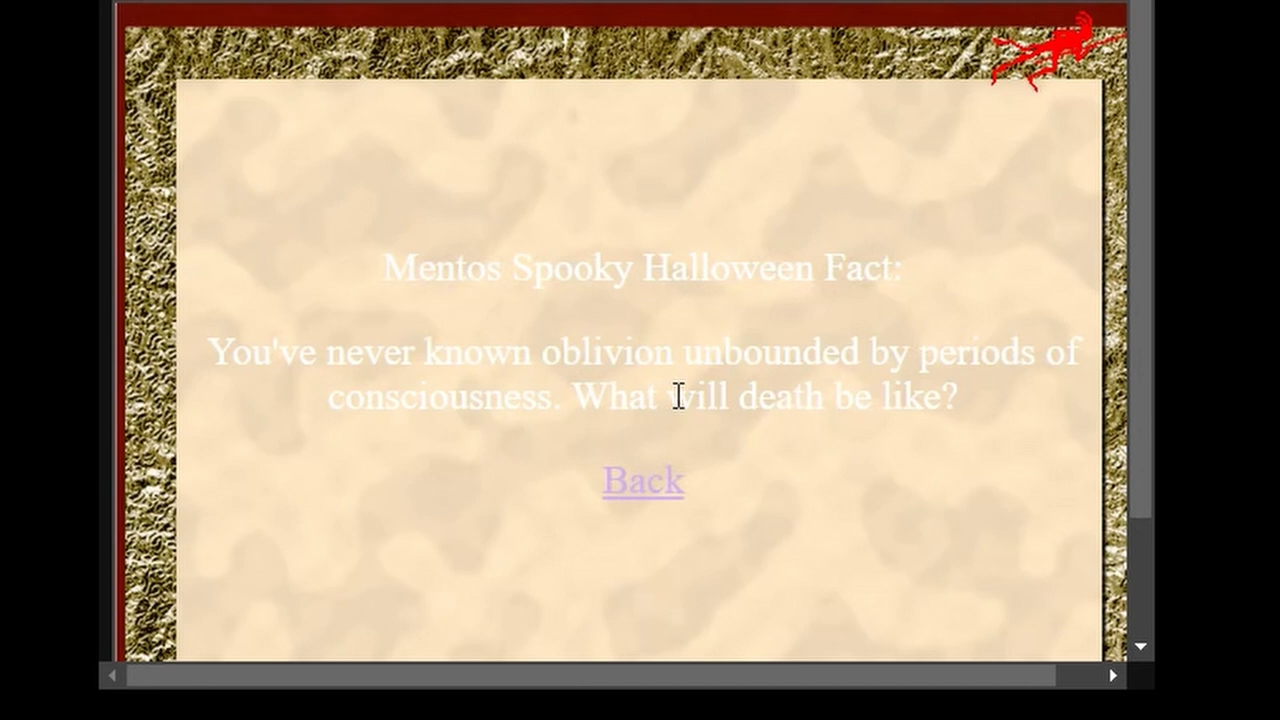 Mentos Spooky Halloween Fact:
You've never known oblivion unbounded by periods of
consciousness. What will death be like?
Back